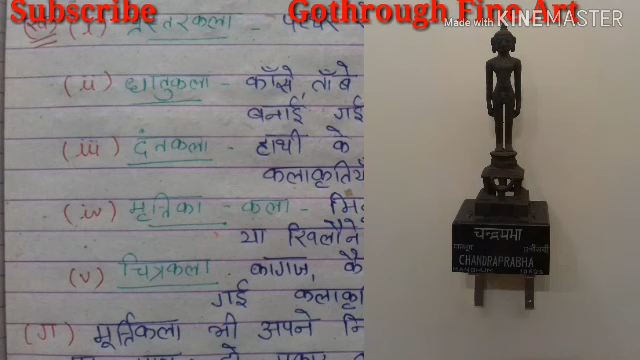 Subscribe
Gothrough Fine Art
Made with KINEMASTER
(i) प्रस्तरकला - पत्थर
(ii) धातुकला - काँसे, ताँबे
बनाई गई
(iii) दंतकला - हाथी के
कलाकृतियाँ
(iv) मृतिका - कला -
या खिलौने
(v) चित्रकला - कागज, कै
गई कलाकृ
(ग) मूर्तिकला भी अपने नि
चन्द्रप्रभा
CHANDRAPRABHA
MANBHUM